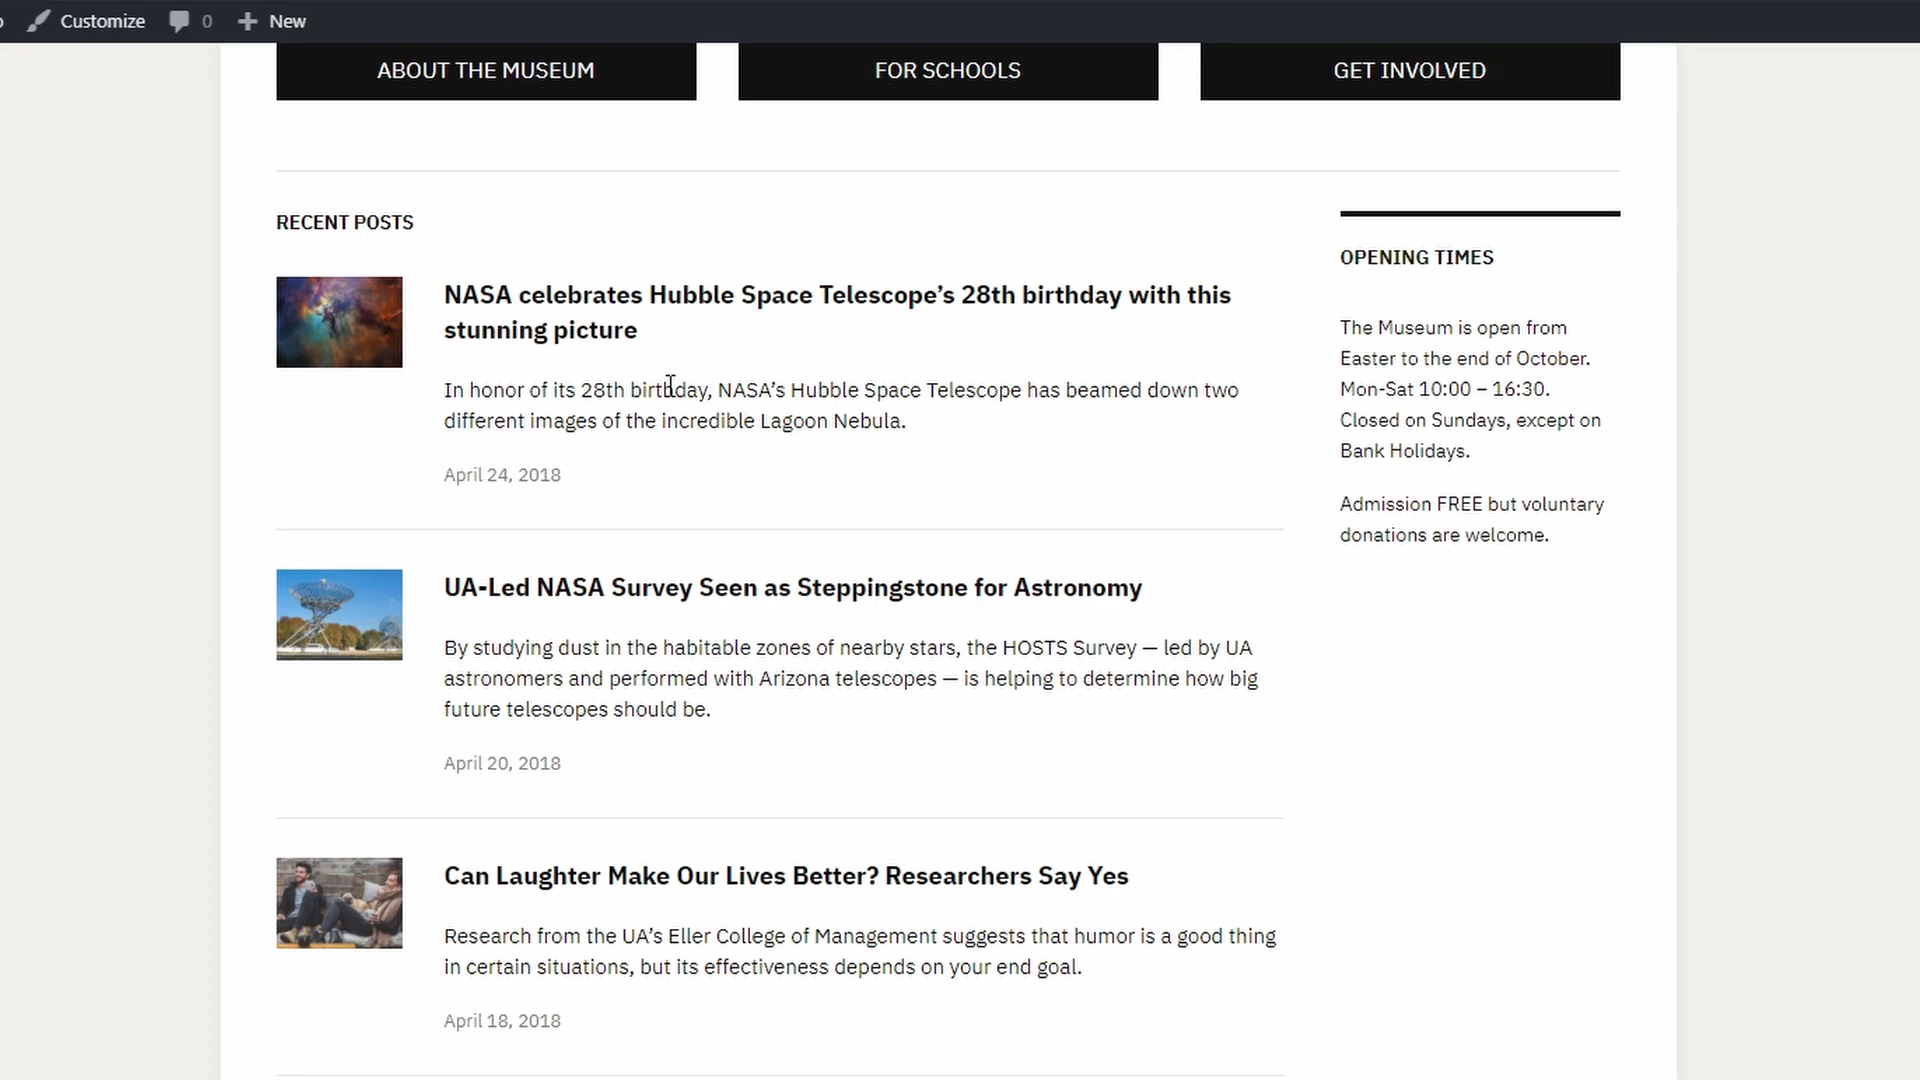 Customize 0 New
ABOUT THE MUSEUM
FOR SCHOOLS
GET INVOLVED
RECENT POSTS
NASA celebrates Hubble Space Telescope’s 28th birthday with this
stunning picture
In honor of its 28th birthday, NASA’s Hubble Space Telescope has beamed down two
different images of the incredible Lagoon Nebula.
April 24, 2018
UA-Led NASA Survey Seen as Steppingstone for Astronomy
By studying dust in the habitable zones of nearby stars, the HOSTS Survey — led by UA
astronomers and performed with Arizona telescopes — is helping to determine how big
future telescopes should be.
April 20, 2018
Can Laughter Make Our Lives Better? Researchers Say Yes
Research from the UA’s Eller College of Management suggests that humor is a good thing
in certain situations, but its effectiveness depends on your end goal.
April 18, 2018
OPENING TIMES
The Museum is open from
Easter to the end of October.
Mon-Sat 10:00 – 16:30.
Closed on Sundays, except on
Bank Holidays.
Admission FREE but voluntary
donations are welcome.